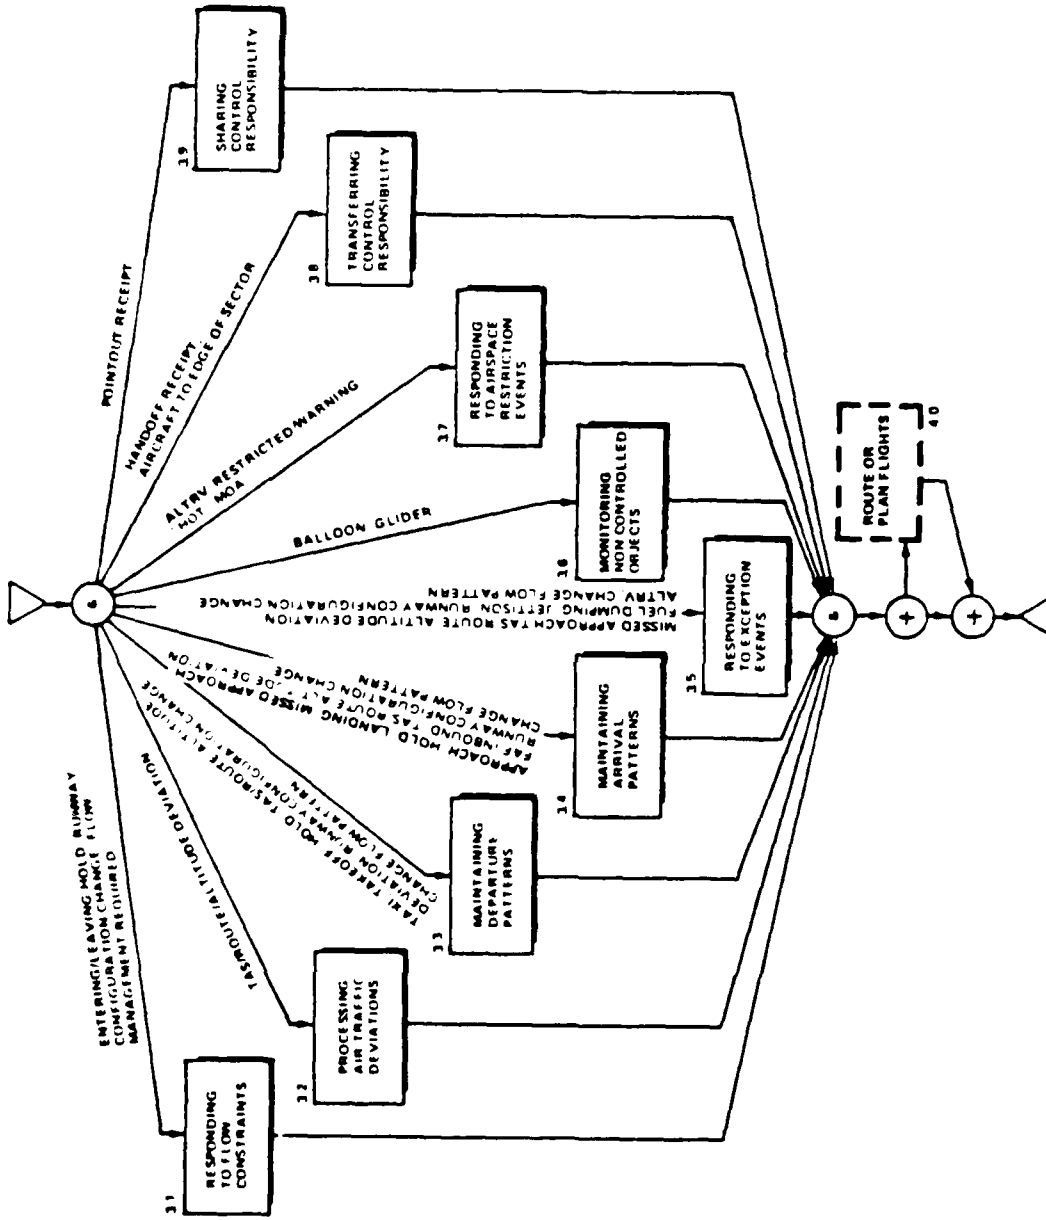 ENTERING/LEAVING HOLD RUNWAY
CONFIGURATION CHANGE FLOW
MANAGEMENT REQUIRED
TAS/ROUTE/ALTITUDE DEVIATION
TAXI TAKEOFF HOLD TAS/ROUTE ALTITUDE
DEVIATION RUNWAY CONFIGURATION CHANGE
CHANGE FLOW PATTERN
APPROACH HOLD LANDING MISSED APPROACH
FAF INBOUND TAS ROUTE ALTITUDE DEVIATION
RUNWAY CONFIGURATION CHANGE
CHANGE FLOW PATTERN
MISSED APPROACH TAS ROUTE ALTITUDE DEVIATION
FUEL DUMPING JETTISON RUNWAY CONFIGURATION CHANGE
ALTRV CHANGE FLOW PATTERN
BALLOON GLIDER
ALTRV RESTRICTED/WARNING
HOT MOA
HANDOFF RECEIPT
AIRCRAFT TO EDGE OF SECTOR
POINTOUT RECEIPT
&
31
RESPONDING
TO FLOW
CONSTRAINTS
32
PROCESSING
AIR TRAFFIC
DEVIATIONS
33
MAINTAINING
DEPARTURE
PATTERNS
34
MAINTAINING
ARRIVAL
PATTERNS
35
RESPONDING
TO EXCEPTION
EVENTS
36
MONITORING
NON CONTROLLED
OBJECTS
37
RESPONDING
TO AIRSPACE
RESTRICTION
EVENTS
38
TRANSFERRING
CONTROL
RESPONSIBILITY
39
SHARING
CONTROL
RESPONSIBILITY
&
+
ROUTE OR
PLAN FLIGHTS
40
+